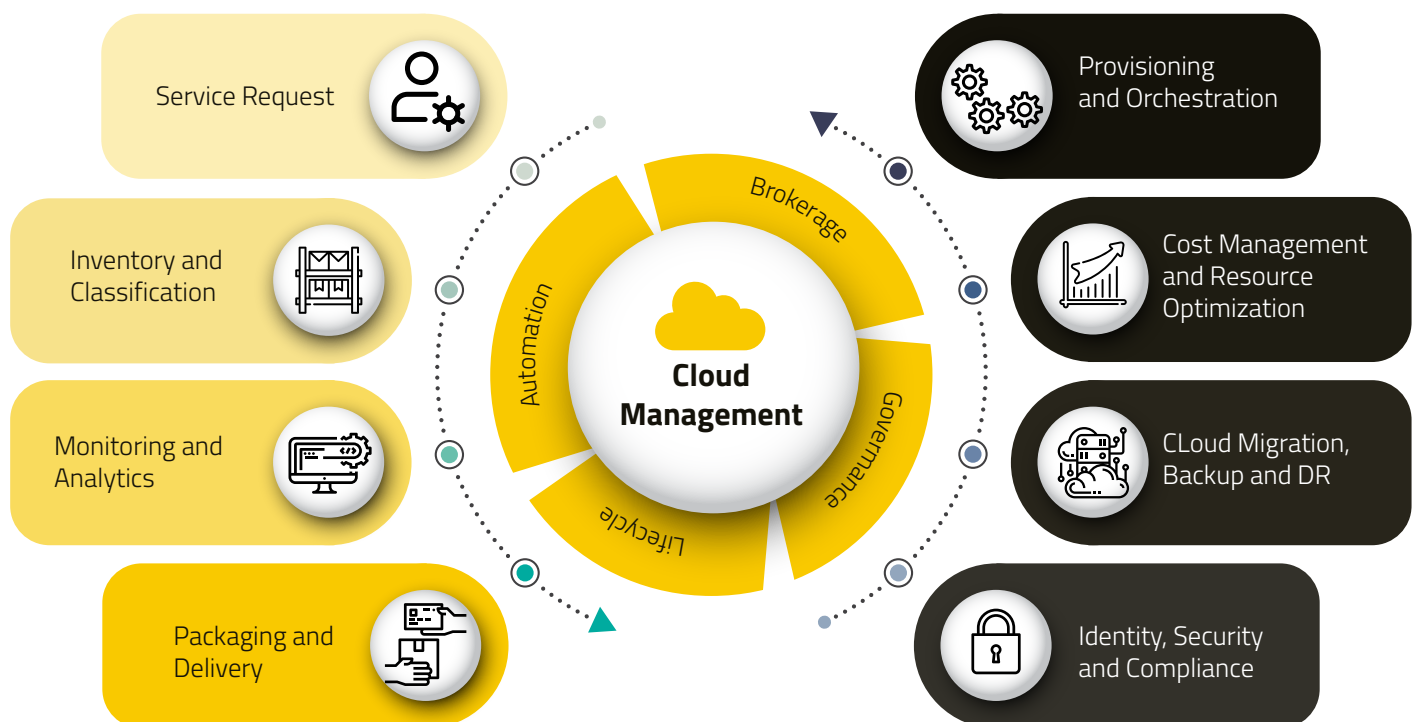 Service Request
Inventory and
Classification
Monitoring and
Analytics
Packaging and
Delivery
Automation
Brokerage
Governance
Lifecycle
Cloud
Management
Provisioning
and Orchestration
Cost Management
and Resource
Optimization
CLoud Migration,
Backup and DR
Identity, Security
and Compliance